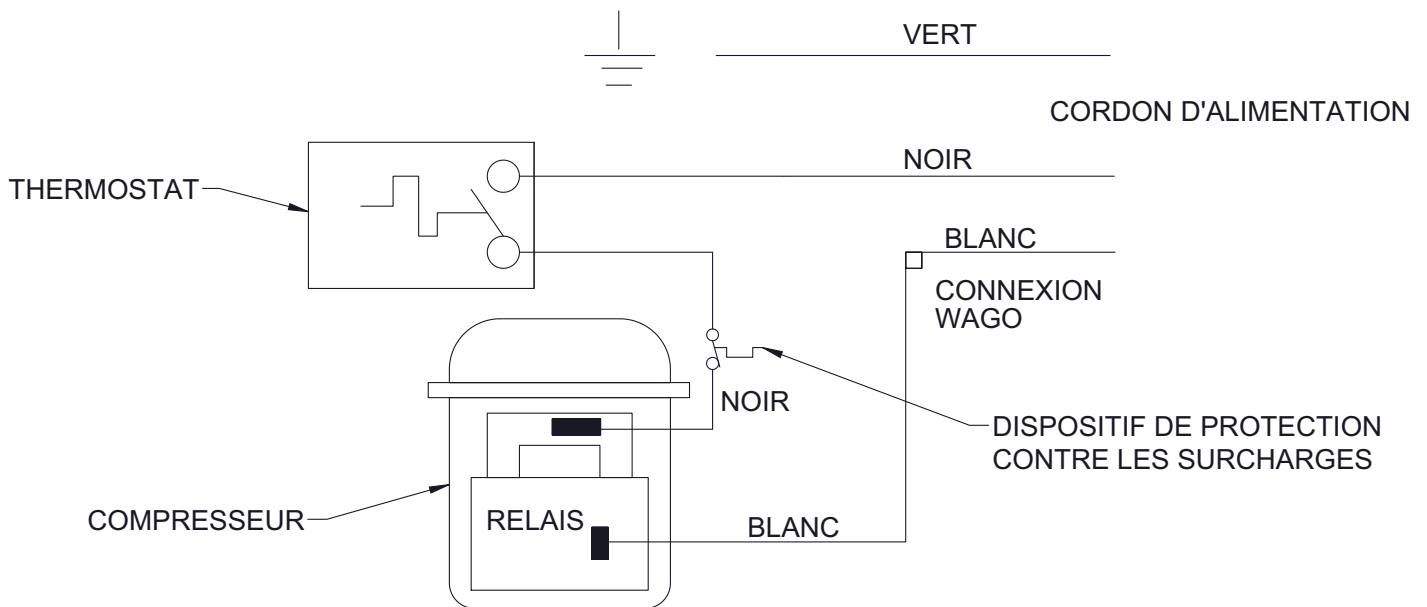 VERT
CORDON D'ALIMENTATION
NOIR
THERMOSTAT
BLANC
CONNEXION
WAGO
NOIR
DISPOSITIF DE PROTECTION
CONTRE LES SURCHARGES
COMPRESSEUR
RELAIS
BLANC